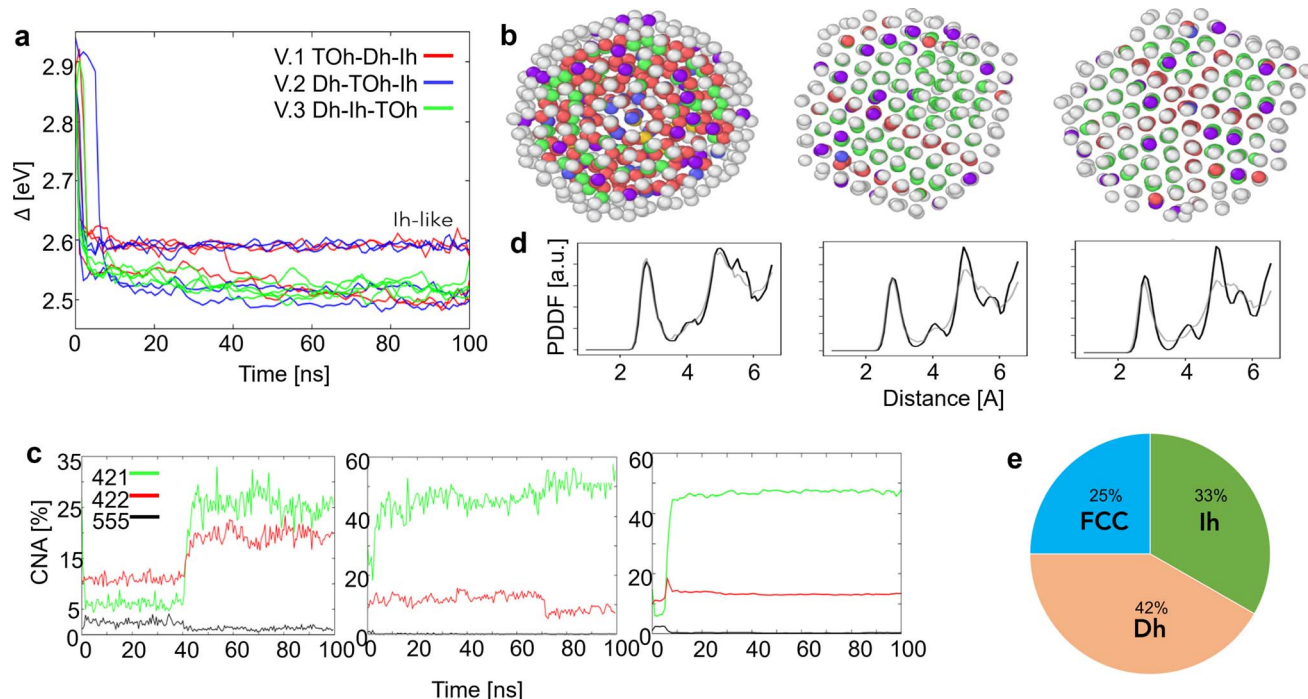 a
V.1 TOh-Dh-Ih
V.2 Dh-TOh-Ih
V.3 Dh-Ih-TOh
Δ [eV]
2.9
2.8
2.7
2.6
2.5
Ih-like
0 20 40 60 80 100
Time [ns]
b
d
PDDF [a.u.]
2 4 6
2 4 6
2 4 6
Distance [A]
c
421
422
555
CNA [%]
35
25
15
5
0
0 20 40 60 80 100
60
40
20
0
0 20 40 60 80 100
60
40
20
0
0 20 40 60 80 100
Time [ns]
e
25%
FCC
33%
Ih
42%
Dh